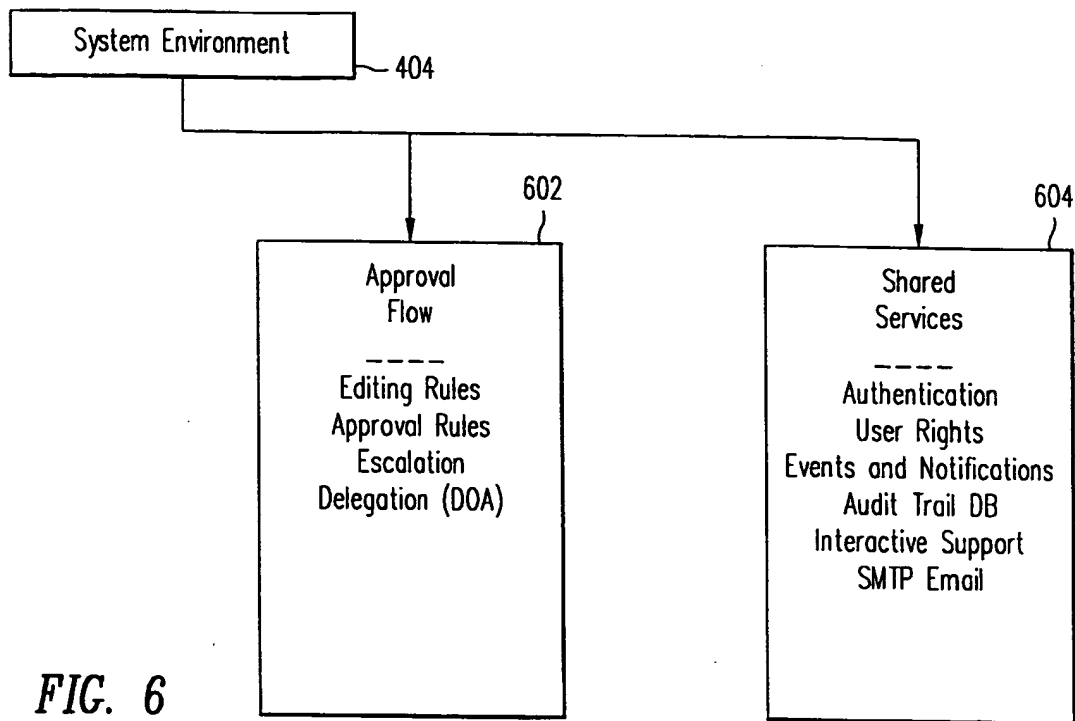 System Environment
404
602
Approval
Flow
Editing Rules
Approval Rules
Escalation
Delegation (DOA)
604
Shared
Services
Authentication
User Rights
Events and Notifications
Audit Trail DB
Interactive Support
SMTP Email
FIG. 6